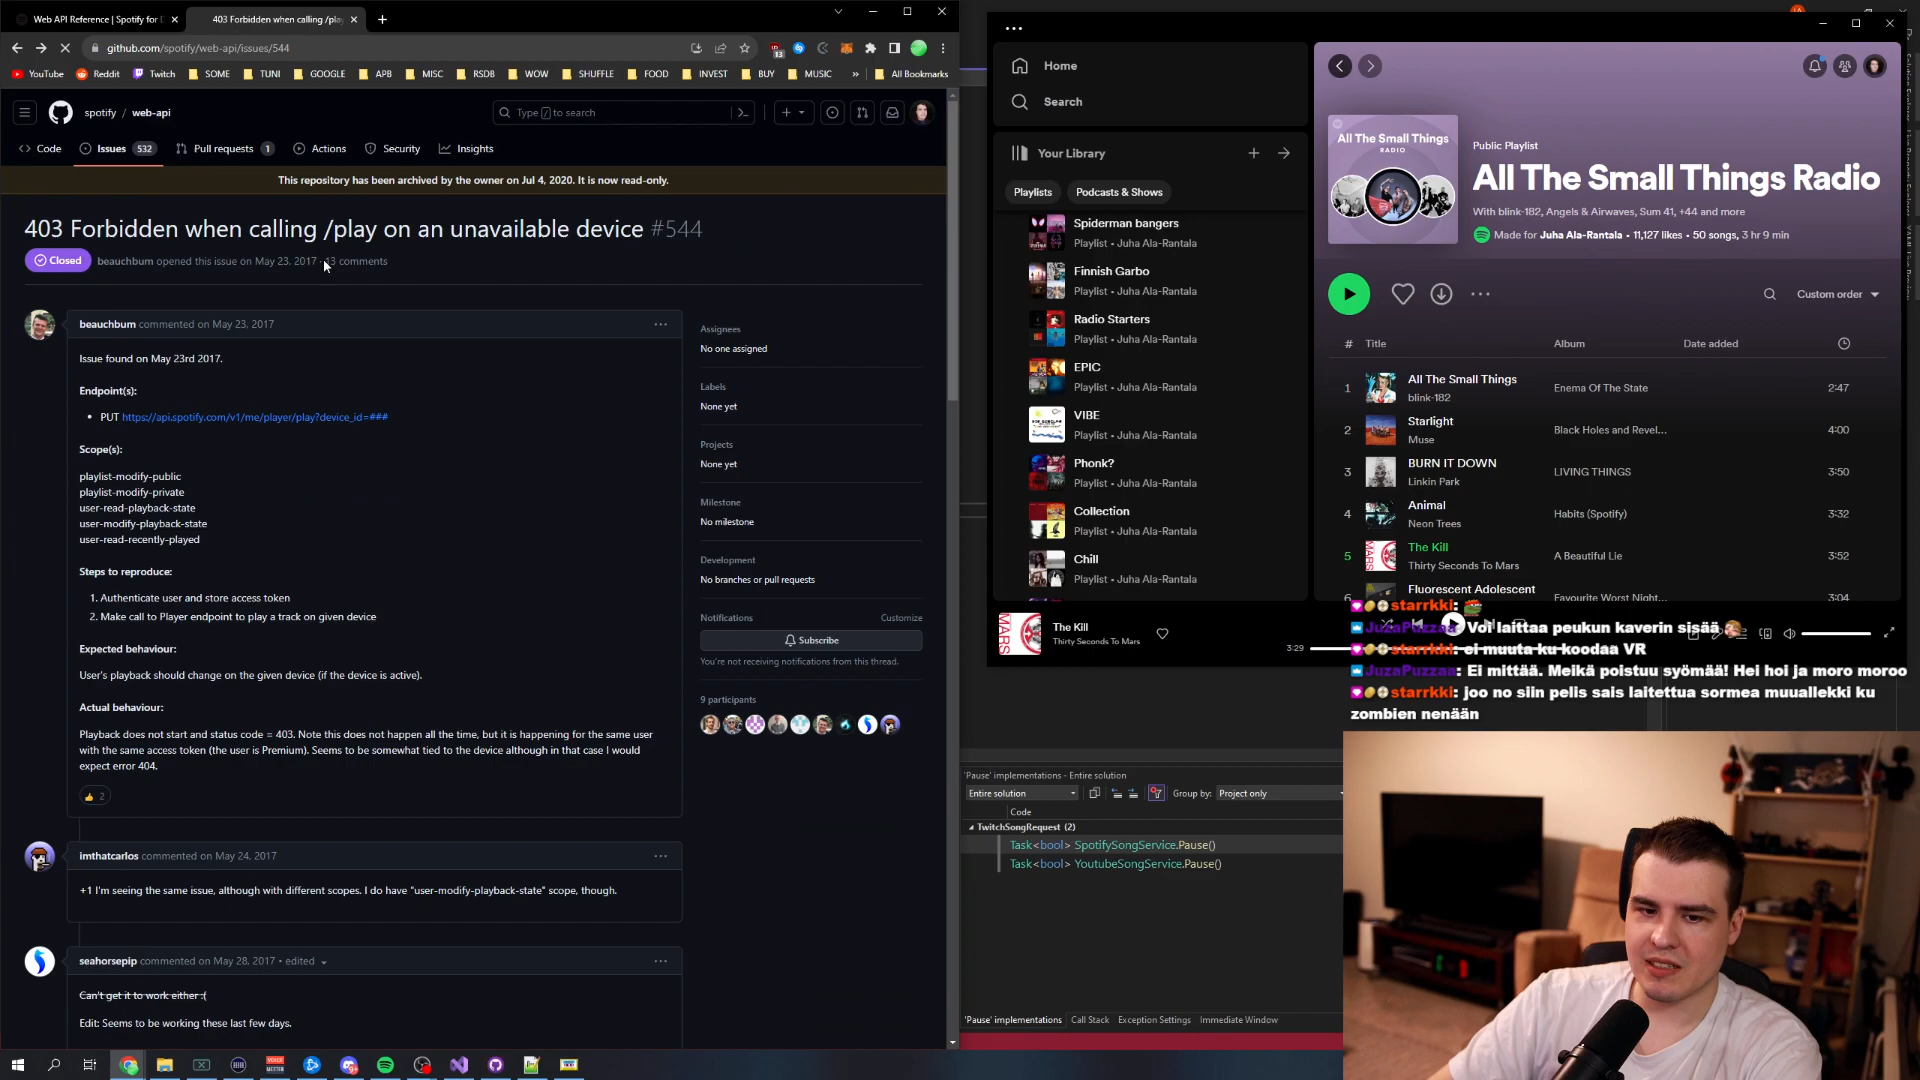 Web API Reference | Spotify for D
403 Forbidden when calling /play
github.com/spotify/web-api/issues/544
YouTube
Reddit
Twitch
SOME
TUNI
GOOGLE
APB
MISC
RSDB
WOW
SHUFFLE
FOOD
INVEST
BUY
MUSIC
»
All Bookmarks
spotify / web-api
Type / to search
Code
Issues 532
Pull requests 1
Actions
Security
Insights
This repository has been archived by the owner on Jul 4, 2020. It is now read-only.
403 Forbidden when calling /play on an unavailable device #544
Closed
beauchbum opened this issue on May 23, 2017 · 13 comments
beauchbum commented on May 23, 2017
Issue found on May 23rd 2017.
Endpoint(s):
• PUT https://api.spotify.com/v1/me/player/play?device_id=###
Scope(s):
playlist-modify-public
playlist-modify-private
user-read-playback-state
user-modify-playback-state
user-read-recently-played
Steps to reproduce:
1. Authenticate user and store access token
2. Make call to Player endpoint to play a track on given device
Expected behaviour:
User's playback should change on the given device (if the device is active).
Actual behaviour:
Playback does not start and status code = 403. Note this does not happen all the time, but it is happening for the same user
with the same access token (the user is Premium). Seems to be somewhat tied to the device although in that case I would
expect error 404.
2
imthatcarlos commented on May 24, 2017
+1 I'm seeing the same issue, although with different scopes. I do have "user-modify-playback-state" scope, though.
seahorsepip commented on May 28, 2017 • edited
Can't get it to work either :(
Edit: Seems to be working these last few days.
Assignees
No one assigned
Labels
None yet
Projects
None yet
Milestone
No milestone
Development
No branches or pull requests
Notifications
Customize
Subscribe
You're not receiving notifications from this thread.
9 participants
Home
Search
Your Library
Playlists
Podcasts & Shows
Spiderman bangers
Playlist • Juha Ala-Rantala
Finnish Garbo
Playlist • Juha Ala-Rantala
Radio Starters
Playlist • Juha Ala-Rantala
EPIC
Playlist • Juha Ala-Rantala
VIBE
Playlist • Juha Ala-Rantala
Phonk?
Playlist • Juha Ala-Rantala
Collection
Playlist • Juha Ala-Rantala
Chill
Playlist • Juha Ala-Rantala
All The Small Things
RADIO
Public Playlist
All The Small Things Radio
With blink-182, Angels & Airwaves, Sum 41, +44 and more
Made for Juha Ala-Rantala • 11,127 likes • 50 songs, 3 hr 9 min
Custom order
# Title Album Date added
1 All The Small Things Enema Of The State 2:47
blink-182
2 Starlight Black Holes and Revel... 4:00
Muse
3 BURN IT DOWN LIVING THINGS 3:50
Linkin Park
4 Animal Habits (Spotify) 3:32
Neon Trees
5 The Kill A Beautiful Lie 3:52
Thirty Seconds To Mars
6 Fluorescent Adolescent Favourite Worst Night... 3:04
The Kill
Thirty Seconds To Mars
3:29
starrkki:
JuzaPuzzaa: Voi laittaa peukun kaverin sisää
starrkki: ei muuta ku koodaa VR
JuzaPuzzaa: Ei mittää. Meikä poistuu syömää! Hei hoi ja moro moroo
starrkki: joo no siin pelis sais laitettua sormea muuallekki ku
zombien nenään
'Pause' implementations - Entire solution
Entire solution
Group by: Project only
Code
TwitchSongRequest (2)
Task<bool> SpotifySongService.Pause()
Task<bool> YoutubeSongService.Pause()
'Pause' implementations
Call Stack
Exception Settings
Immediate Window